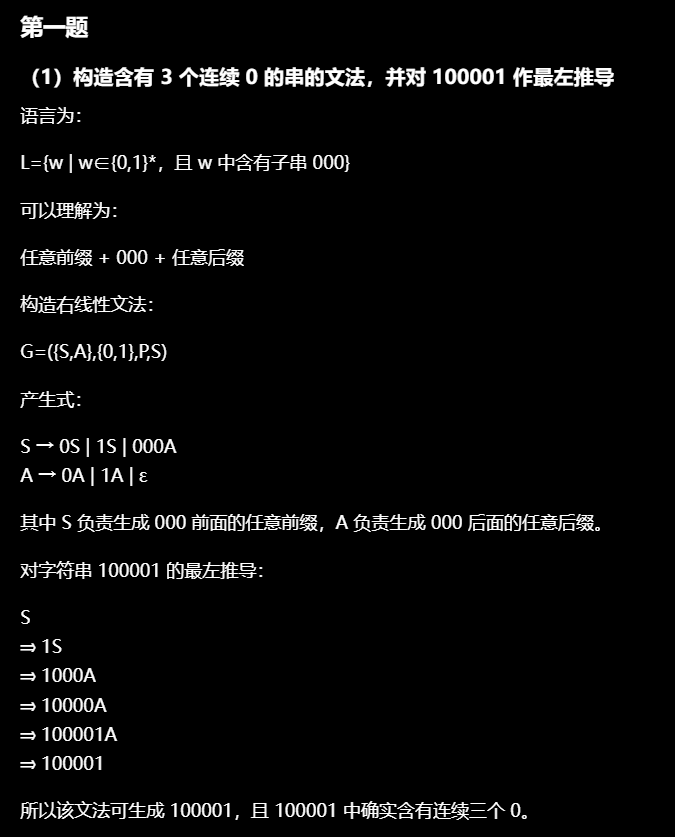 第一题
（1）构造含有 3 个连续 0 的串的文法，并对 100001 作最左推导
语言为：
L={w | w∈{0,1}*，且 w 中含有子串 000}
可以理解为：
任意前缀 + 000 + 任意后缀
构造右线性文法：
G=({S,A},{0,1},P,S)
产生式：
S → 0S | 1S | 000A
A → 0A | 1A | ε
其中 S 负责生成 000 前面的任意前缀，A 负责生成 000 后面的任意后缀。
对字符串 100001 的最左推导：
S
⇒ 1S
⇒ 1000A
⇒ 10000A
⇒ 100001A
⇒ 100001
所以该文法可生成 100001，且 100001 中确实含有连续三个 0。